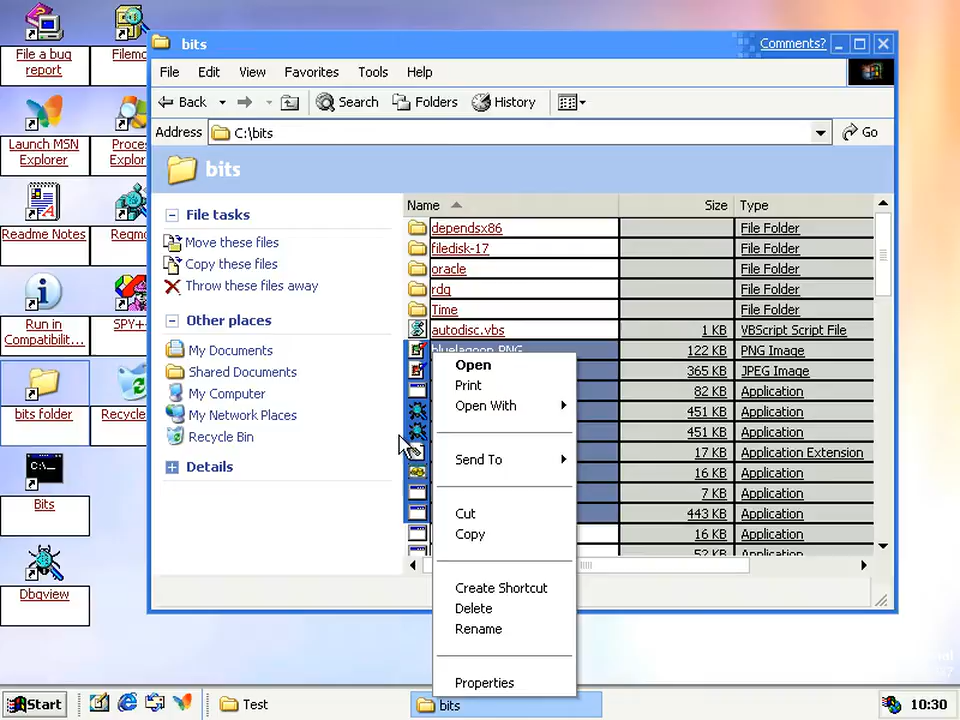 File a bug
report
Filemo
Launch MSN
Explorer
Proce
Explor
Readme Notes
Regmo
Run in
Compatibilit...
SPY++
bits folder
Recycle
Bits
Dbgview
bits
Comments?
File Edit View Favorites Tools Help
Back Search Folders History
Address C:\bits Go
bits
File tasks
Move these files
Copy these files
Throw these files away
Other places
My Documents
Shared Documents
My Computer
My Network Places
Recycle Bin
Details
Name Size Type
dependsx86 File Folder
filedisk-17 File Folder
oracle File Folder
rdg File Folder
Time File Folder
autodisc.vbs 1 KB VBScript Script File
bluelagoon.PNG 122 KB PNG Image
365 KB JPEG Image
82 KB Application
451 KB Application
451 KB Application
17 KB Application Extension
16 KB Application
7 KB Application
443 KB Application
16 KB Application
52 KB Application
Open
Print
Open With
Send To
Cut
Copy
Create Shortcut
Delete
Rename
Properties
Start Test bits 10:30